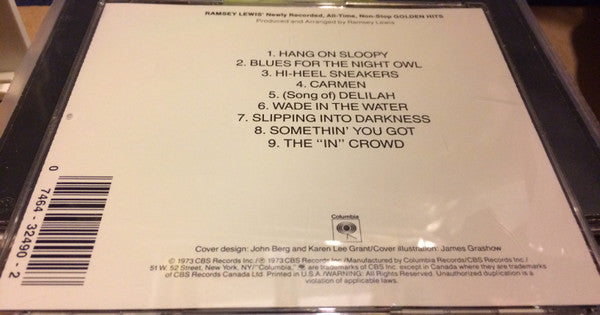 RAMSEY LEWIS' Newly Recorded, All-Time, Non-Stop GOLDEN HITS
Produced and Arranged by Ramsey Lewis
1. HANG ON SLOOPY
2. BLUES FOR THE NIGHT OWL
3. HI-HEEL SNEAKERS
4. CARMEN
5. (Song of) DELILAH
6. WADE IN THE WATER
7. SLIPPING INTO DARKNESS
8. SOMETHIN' YOU GOT
9. THE "IN" CROWD
0 7464-32490-2
Columbia
Cover design: John Berg and Karen Lee Grant/Cover illustration: James Grashow
© 1973 CBS Records Inc./℗ 1973 CBS Records Inc./Manufactured by Columbia Records/CBS Records Inc./
51 W. 52 Street, New York, NY/"Columbia," are trademarks of CBS Inc. except in Canada where they are trademarks
of CBS Records Canada Ltd. Printed in U.S.A./WARNING: All Rights Reserved. Unauthorized duplication is a
violation of applicable laws.